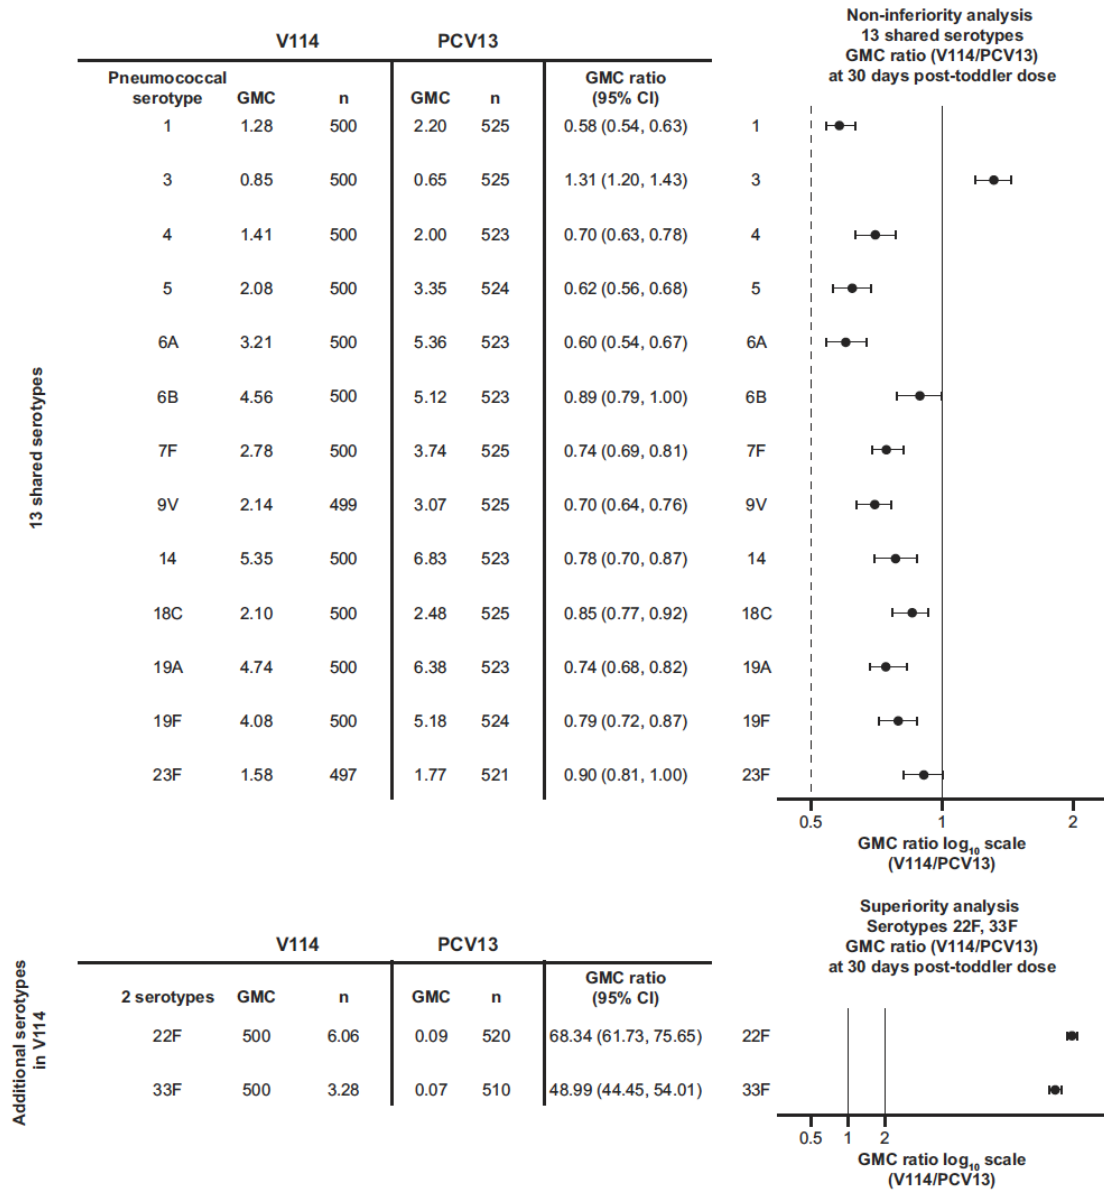 Non-inferiority analysis
13 shared serotypes
GMC ratio (V114/PCV13)
at 30 days post-toddler dose
V114 PCV13
Pneumococcal serotype GMC n GMC n GMC ratio (95% CI)
1 1.28 500 2.20 525 0.58 (0.54, 0.63) 1
3 0.85 500 0.65 525 1.31 (1.20, 1.43) 3
4 1.41 500 2.00 523 0.70 (0.63, 0.78) 4
5 2.08 500 3.35 524 0.62 (0.56, 0.68) 5
6A 3.21 500 5.36 523 0.60 (0.54, 0.67) 6A
6B 4.56 500 5.12 523 0.89 (0.79, 1.00) 6B
7F 2.78 500 3.74 525 0.74 (0.69, 0.81) 7F
9V 2.14 499 3.07 525 0.70 (0.64, 0.76) 9V
14 5.35 500 6.83 523 0.78 (0.70, 0.87) 14
18C 2.10 500 2.48 525 0.85 (0.77, 0.92) 18C
19A 4.74 500 6.38 523 0.74 (0.68, 0.82) 19A
19F 4.08 500 5.18 524 0.79 (0.72, 0.87) 19F
23F 1.58 497 1.77 521 0.90 (0.81, 1.00) 23F
13 shared serotypes
0.5 1 2
GMC ratio log₁₀ scale
(V114/PCV13)
Superiority analysis
Serotypes 22F, 33F
GMC ratio (V114/PCV13)
at 30 days post-toddler dose
V114 PCV13
2 serotypes GMC n GMC n GMC ratio (95% CI)
22F 500 6.06 0.09 520 68.34 (61.73, 75.65) 22F
33F 500 3.28 0.07 510 48.99 (44.45, 54.01) 33F
Additional serotypes
in V114
0.5 1 2
GMC ratio log₁₀ scale
(V114/PCV13)